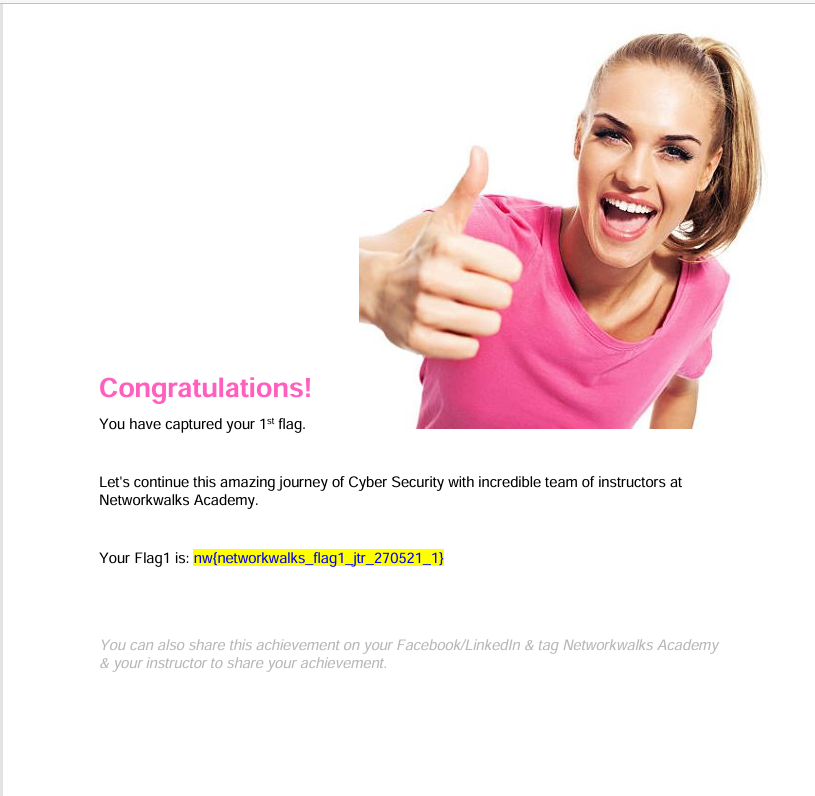 Congratulations!
You have captured your 1st flag.
Let's continue this amazing journey of Cyber Security with incredible team of instructors at
Networkwalks Academy.
Your Flag1 is: nw{networkwalks_flag1_jtr_270521_1}
You can also share this achievement on your Facebook/LinkedIn & tag Networkwalks Academy
& your instructor to share your achievement.